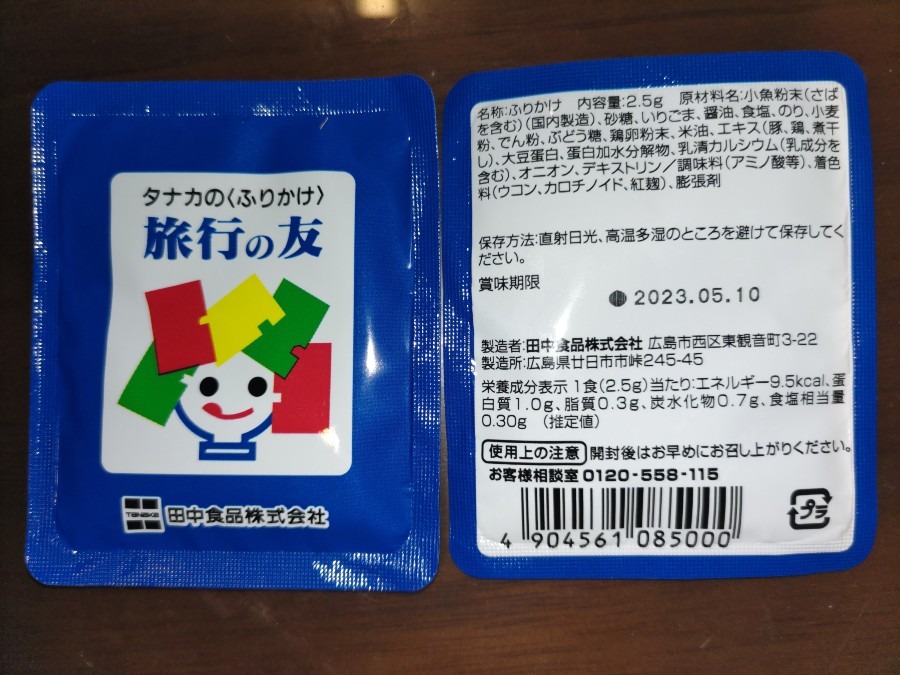 タナカの〈ふりかけ〉
旅行の友
TANAKA 田中食品株式会社
名称:ふりかけ 内容量:2.5g 原材料名:小魚粉末(さば
を含む)(国内製造)、砂糖、いりごま、醤油、食塩、のり、小麦
粉、でん粉、ぶどう糖、鶏卵粉末、米油、エキス(豚、鶏、煮干
し)、大豆蛋白、蛋白加水分解物、乳清カルシウム(乳成分を
含む)、オニオン、デキストリン/調味料(アミノ酸等)、着色
料(ウコン、カロチノイド、紅麹)、膨張剤
保存方法:直射日光、高温多湿のところを避けて保存してく
ださい。
賞味期限
2023.05.10
製造者:田中食品株式会社 広島市西区東観音町3-22
製造所:広島県廿日市市峠245-45
栄養成分表示 1食(2.5g)当たり:エネルギー9.5kcal、蛋
白質1.0g、脂質0.3g、炭水化物0.7g、食塩相当量
0.30g (推定値)
使用上の注意 開封後はお早めにお召し上がりください。
お客様相談室 0120-558-115
プラ
4 904561 085000